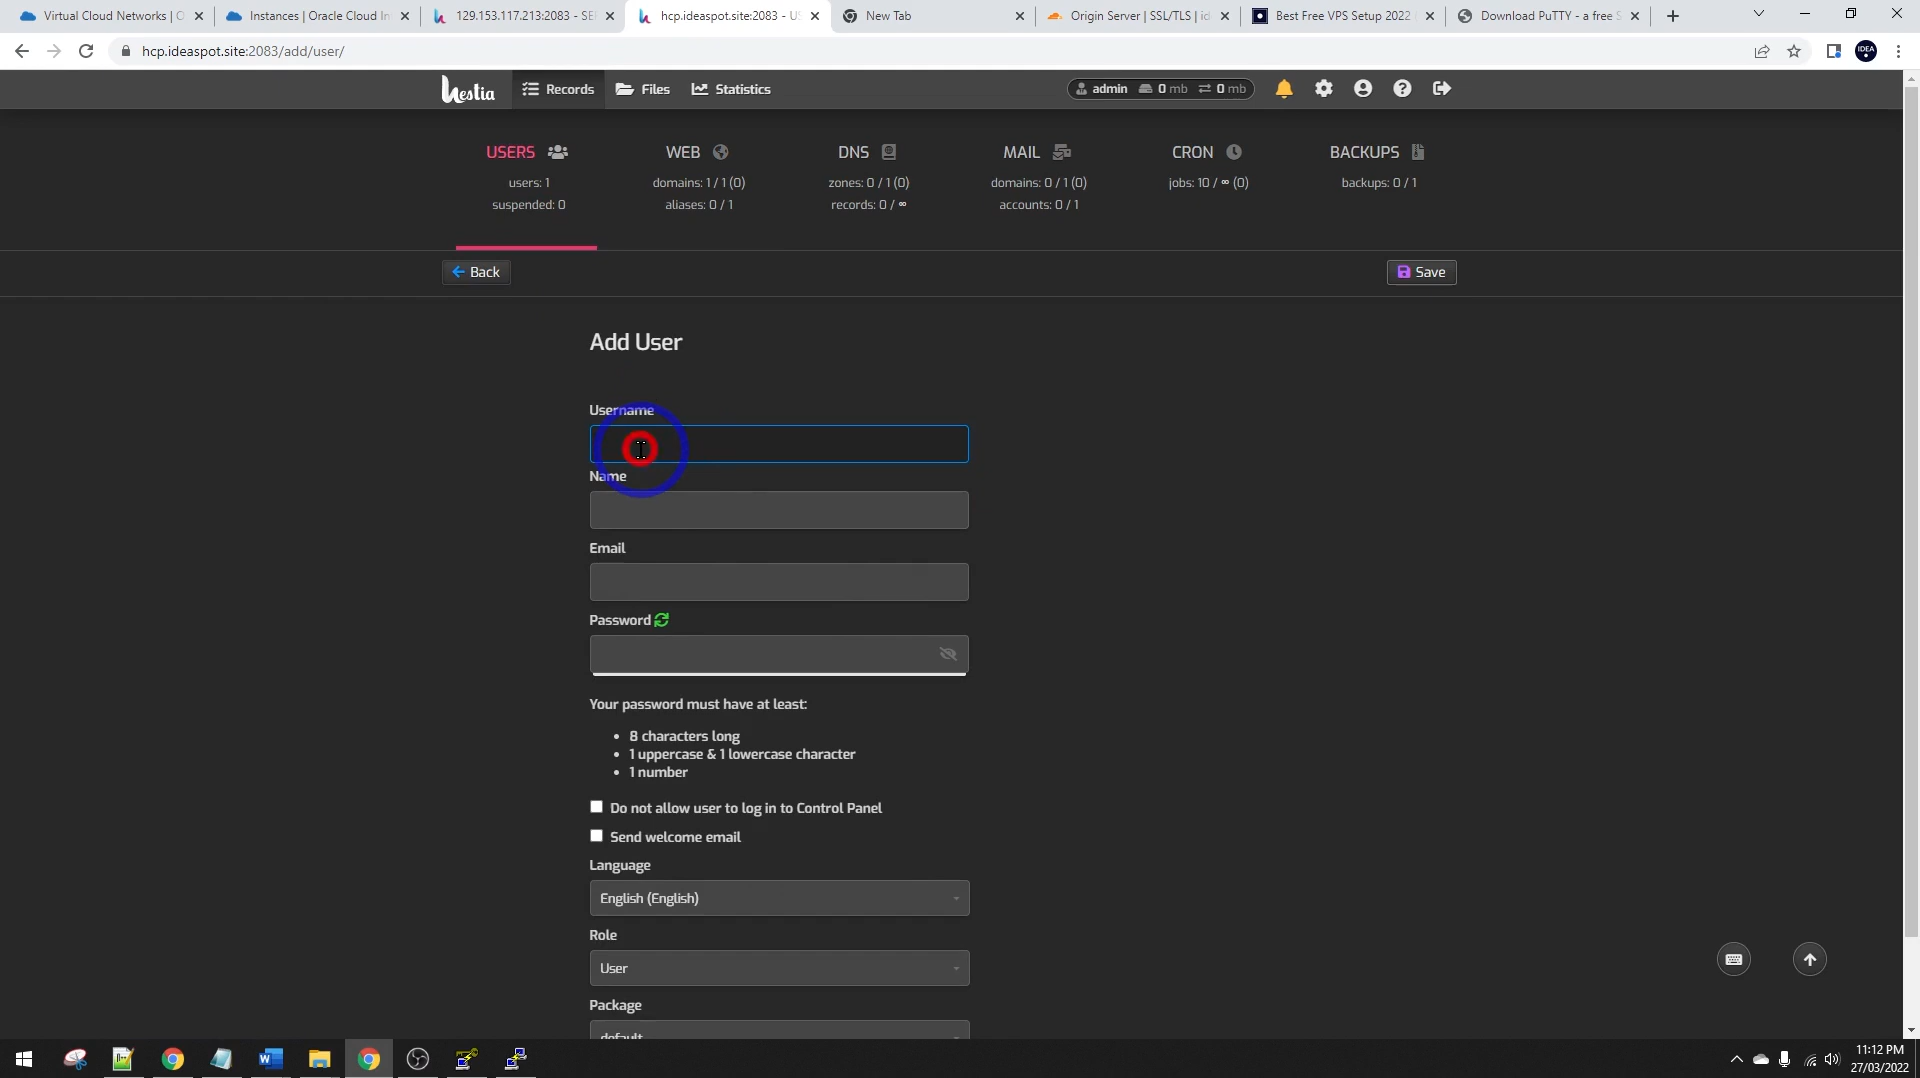 Virtual Cloud Networks | O
Instances | Oracle Cloud In
129.153.117.213:2083 - SE
hcp.ideaspot.site:2083 - U
New Tab
Origin Server | SSL/TLS | id
Best Free VPS Setup 2022
Download PuTTY - a free S
hcp.ideaspot.site:2083/add/user/
IDEA
hestia
Records
Files
Statistics
admin 0 mb 0 mb
USERS
users: 1
suspended: 0
WEB
domains: 1 / 1 (0)
aliases: 0 / 1
DNS
zones: 0 / 1 (0)
records: 0 / ∞
MAIL
domains: 0 / 1 (0)
accounts: 0 / 1
CRON
jobs: 10 / ∞ (0)
BACKUPS
backups: 0 / 1
Back
Save
Add User
Username
Name
Email
Password
Your password must have at least:
• 8 characters long
• 1 uppercase & 1 lowercase character
• 1 number
Do not allow user to log in to Control Panel
Send welcome email
Language
English (English)
Role
User
Package
default
11:12 PM
27/03/2022